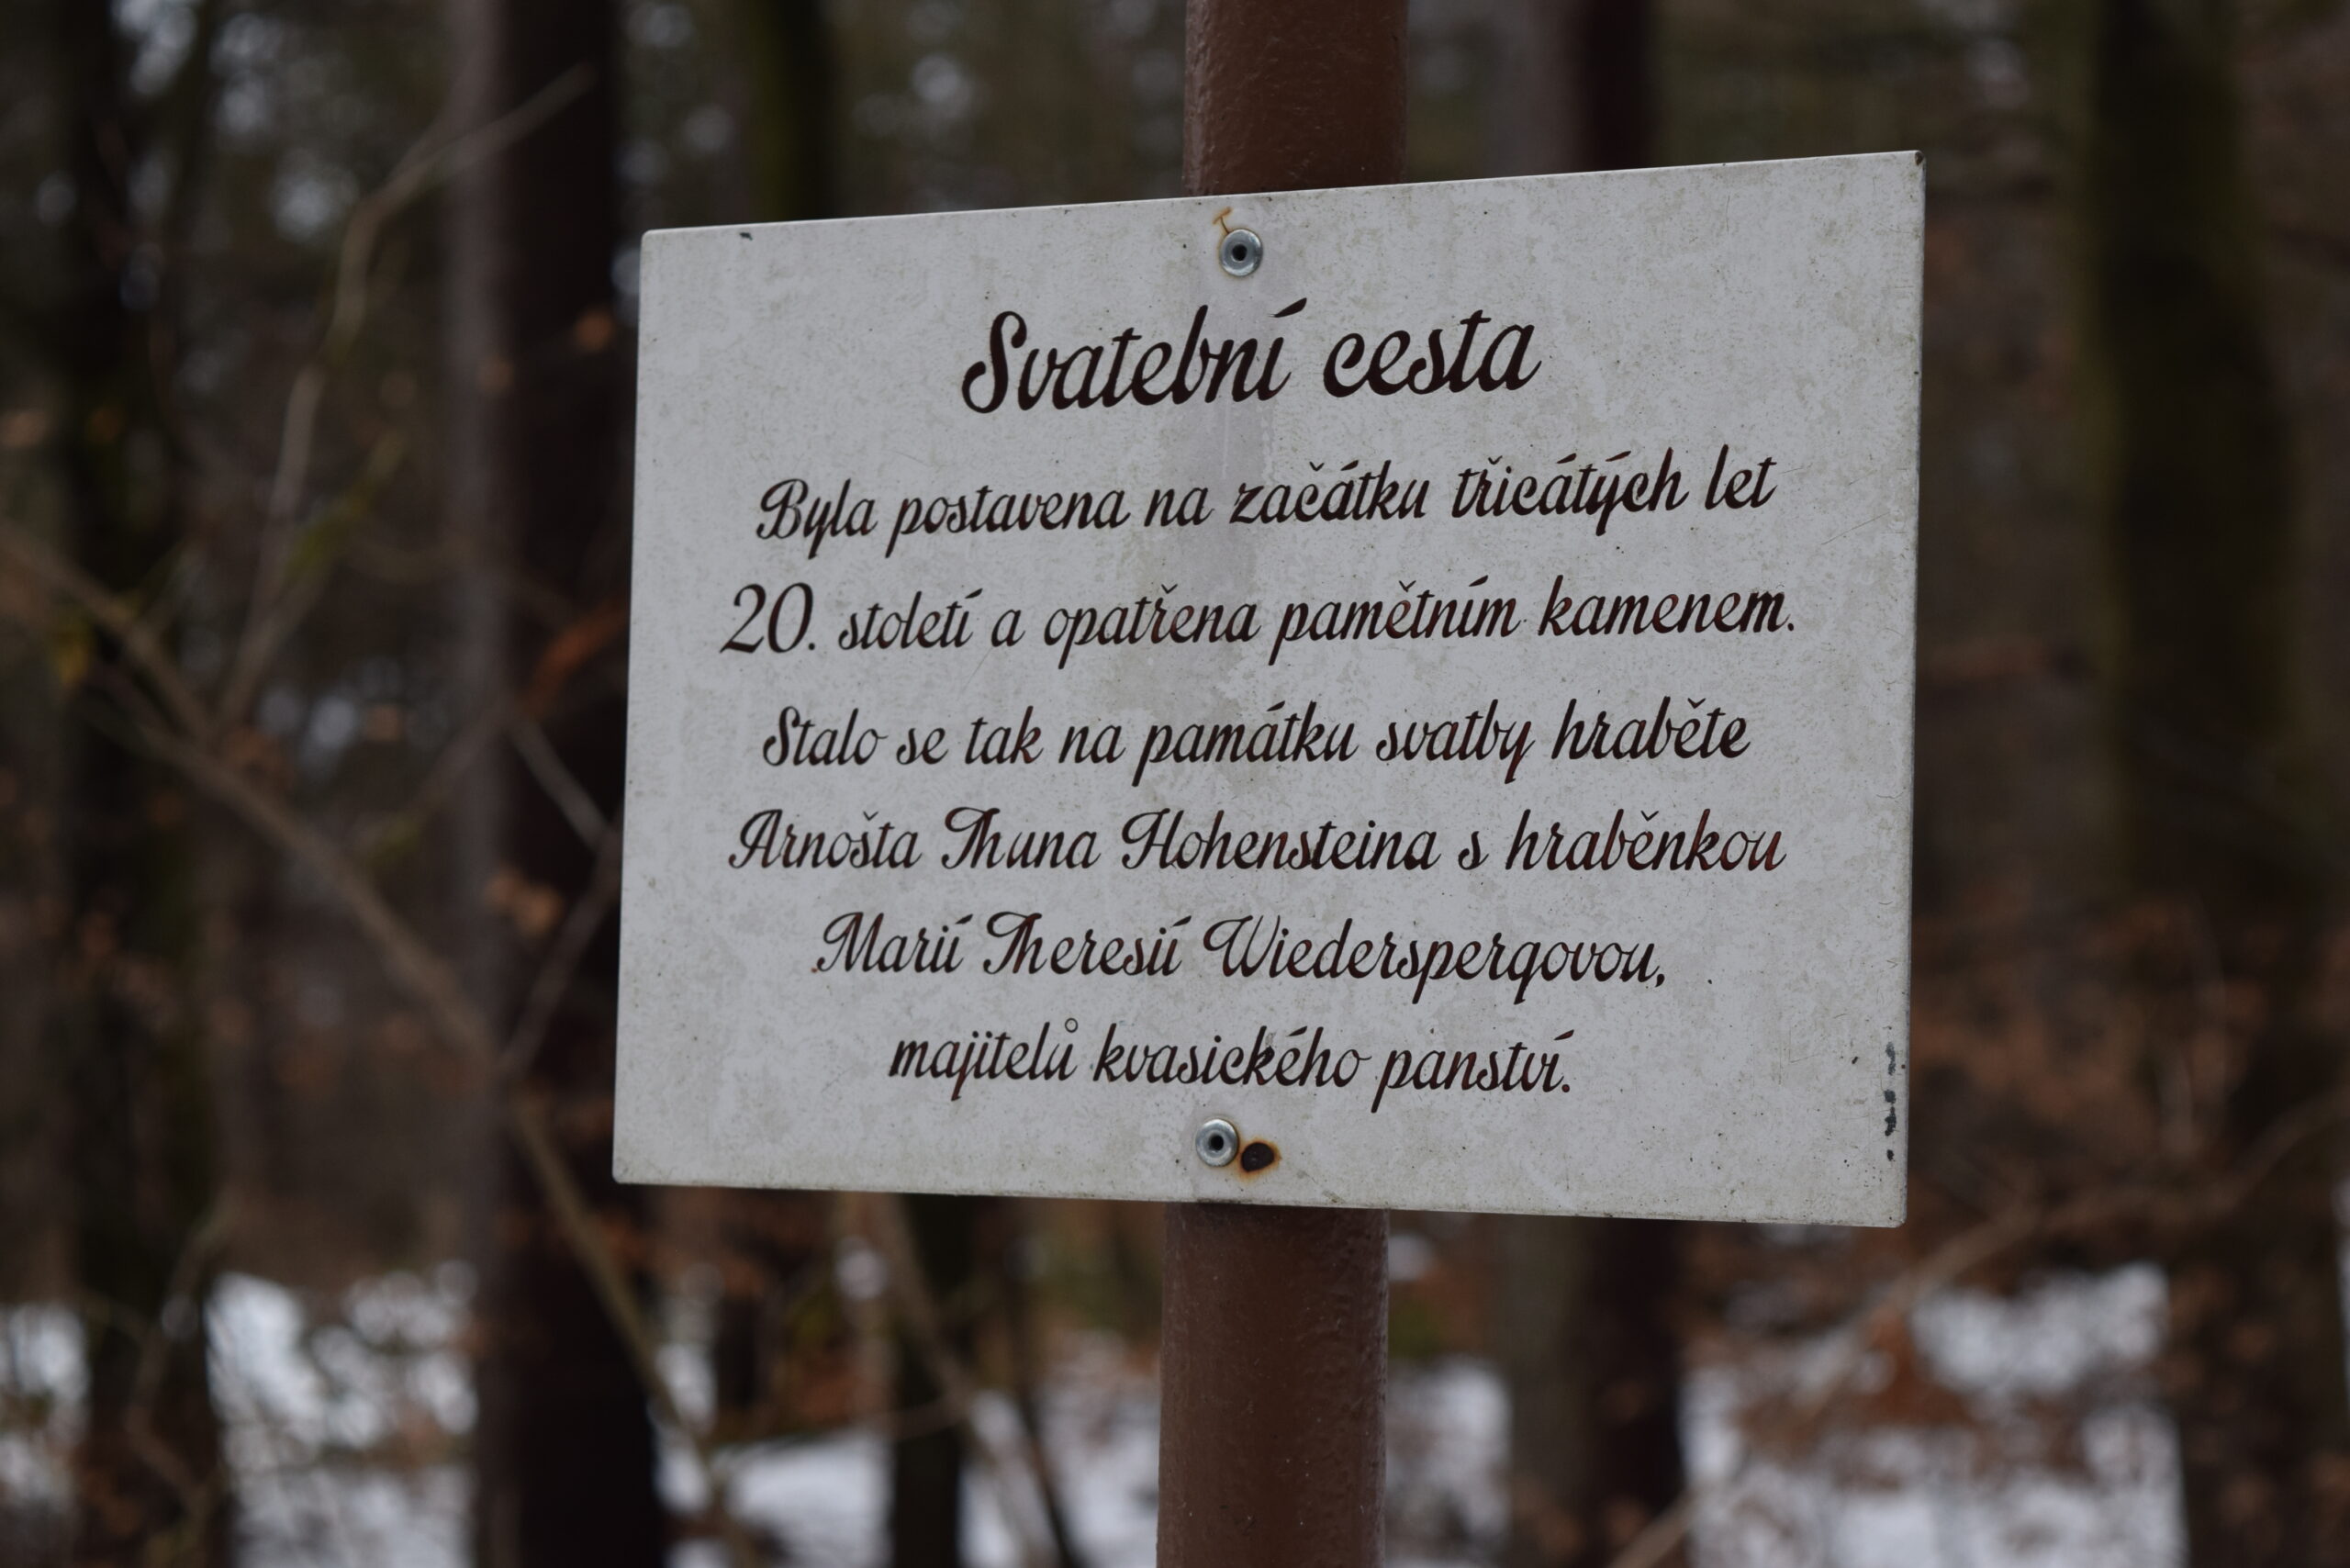 Svatební cesta
Byla postavena na začátku třicátých let
20. století a opatřena pamětním kamenem.
Stalo se tak na památku svatby hraběte
Arnošta Thuna Hohensteina s hraběnkou
Marií Theresií Wiederspergovou,
majitelů kvasického panství.